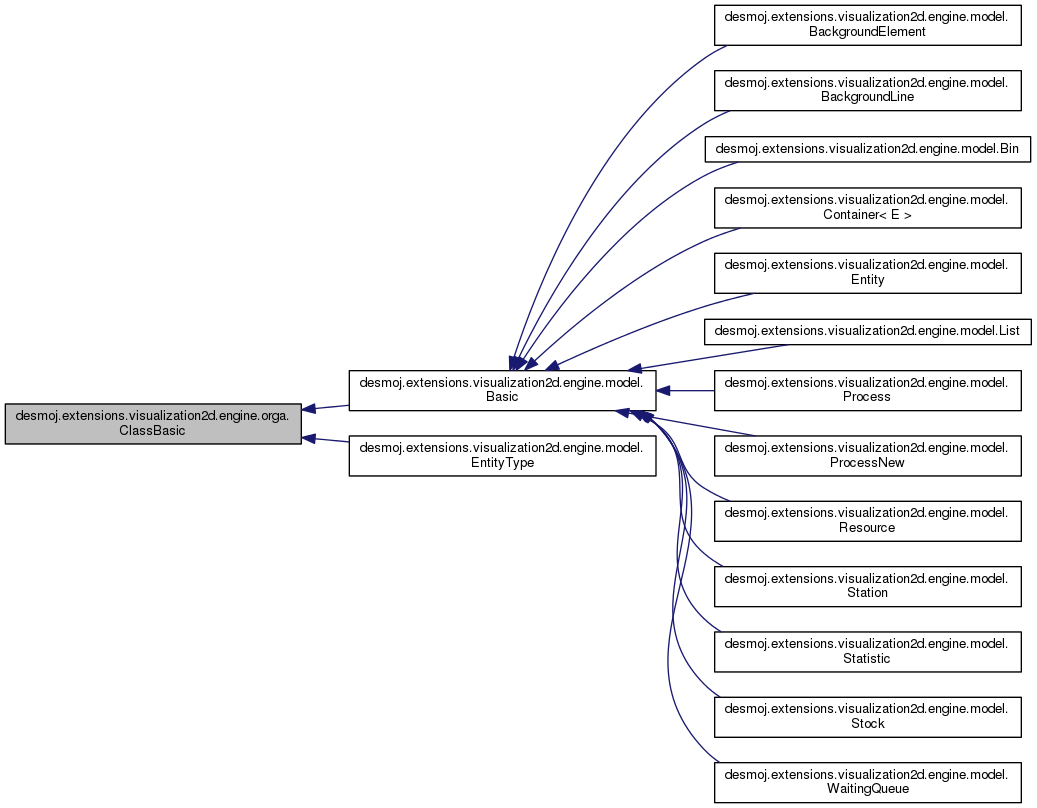 desmoj.extensions.visualization2d.engine.model.
BackgroundElement
desmoj.extensions.visualization2d.engine.model.
BackgroundLine
desmoj.extensions.visualization2d.engine.model.Bin
desmoj.extensions.visualization2d.engine.model.
Container< E >
desmoj.extensions.visualization2d.engine.model.
Entity
desmoj.extensions.visualization2d.engine.model.List
desmoj.extensions.visualization2d.engine.model.
Basic
desmoj.extensions.visualization2d.engine.model.
Process
desmoj.extensions.visualization2d.engine.orga.
ClassBasic
desmoj.extensions.visualization2d.engine.model.
EntityType
desmoj.extensions.visualization2d.engine.model.
ProcessNew
desmoj.extensions.visualization2d.engine.model.
Resource
desmoj.extensions.visualization2d.engine.model.
Station
desmoj.extensions.visualization2d.engine.model.
Statistic
desmoj.extensions.visualization2d.engine.model.
Stock
desmoj.extensions.visualization2d.engine.model.
WaitingQueue